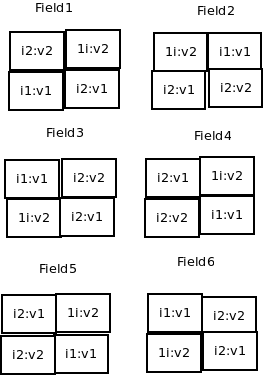 Field1
Field2
i2:v2 1i:v2
i1:v1 i2:v1
1i:v2 i1:v1
i2:v1 i2:v2
Field3
Field4
i1:v1 i2:v2
1i:v2 i2:v1
i2:v1 1i:v2
i2:v2 i1:v1
Field5
Field6
i2:v1 1i:v2
i2:v2 i1:v1
i1:v1 i2:v2
1i:v2 i2:v1